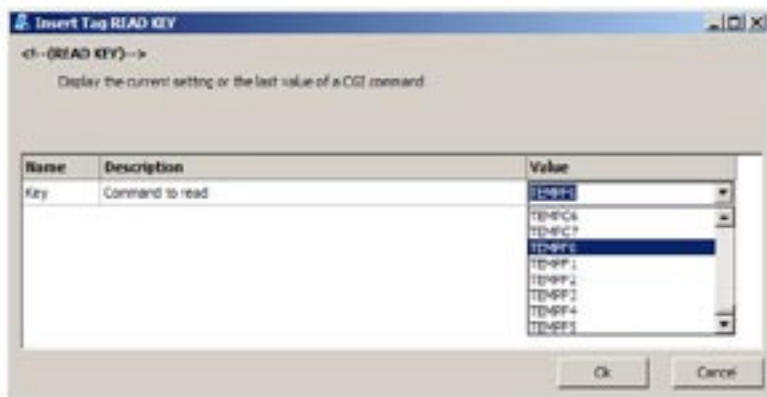 Insert Tag READ KEY
<!--(READ KEY)-->
Display the current setting or the last value of a CGI command
Name Description Value
Key Command to read TEMPF0
TEMPC6
TEMPC7
TEMPF0
TEMPF1
TEMPF2
TEMPF3
TEMPF4
TEMPF5
Ok Cancel